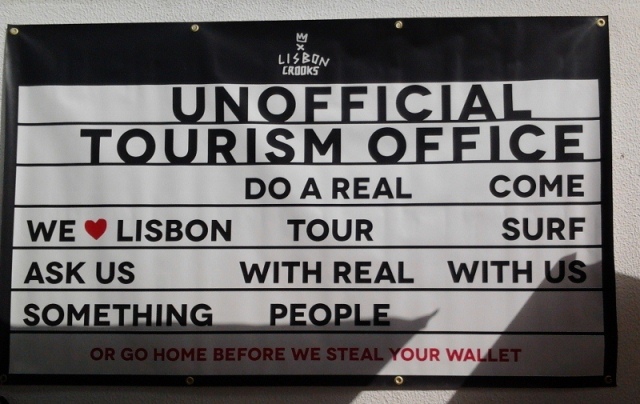 LISBON
CROOKS
UNOFFICIAL
TOURISM OFFICE
DO A REAL COME
WE ❤ LISBON TOUR SURF
ASK US WITH REAL WITH US
SOMETHING PEOPLE
OR GO HOME BEFORE WE STEAL YOUR WALLET